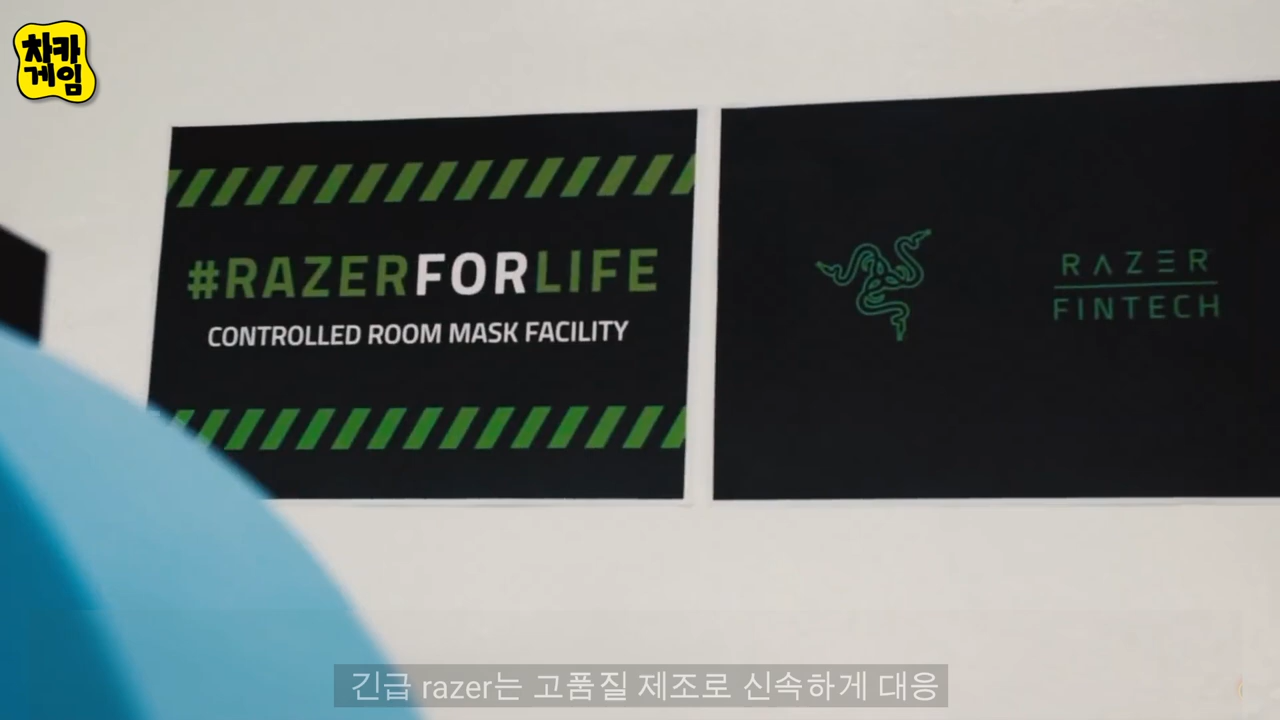 차카
게임
#RAZERFORLIFE
CONTROLLED ROOM MASK FACILITY
RAZER
FINTECH
긴급 razer는 고품질 제조로 신속하게 대응